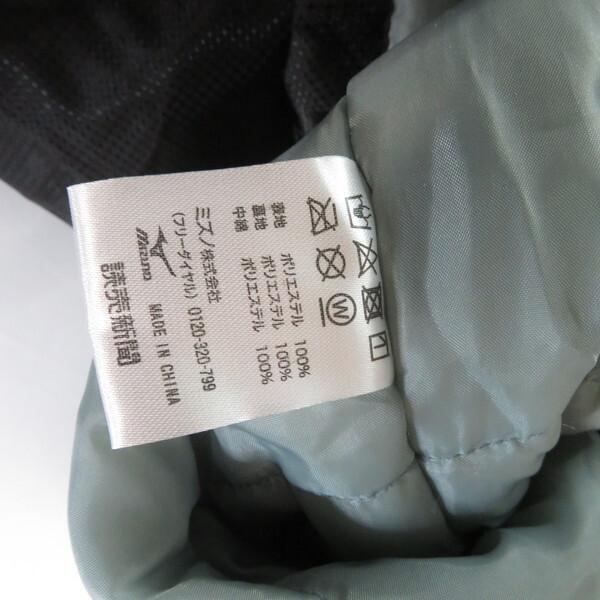 W
表地 ポリエステル 100%
裏地 ポリエステル 100%
中綿 ポリエステル 100%
ミズノ株式会社
(フリーダイヤル) 0120-320-799
Mizuno
MADE IN CHINA
読売新聞